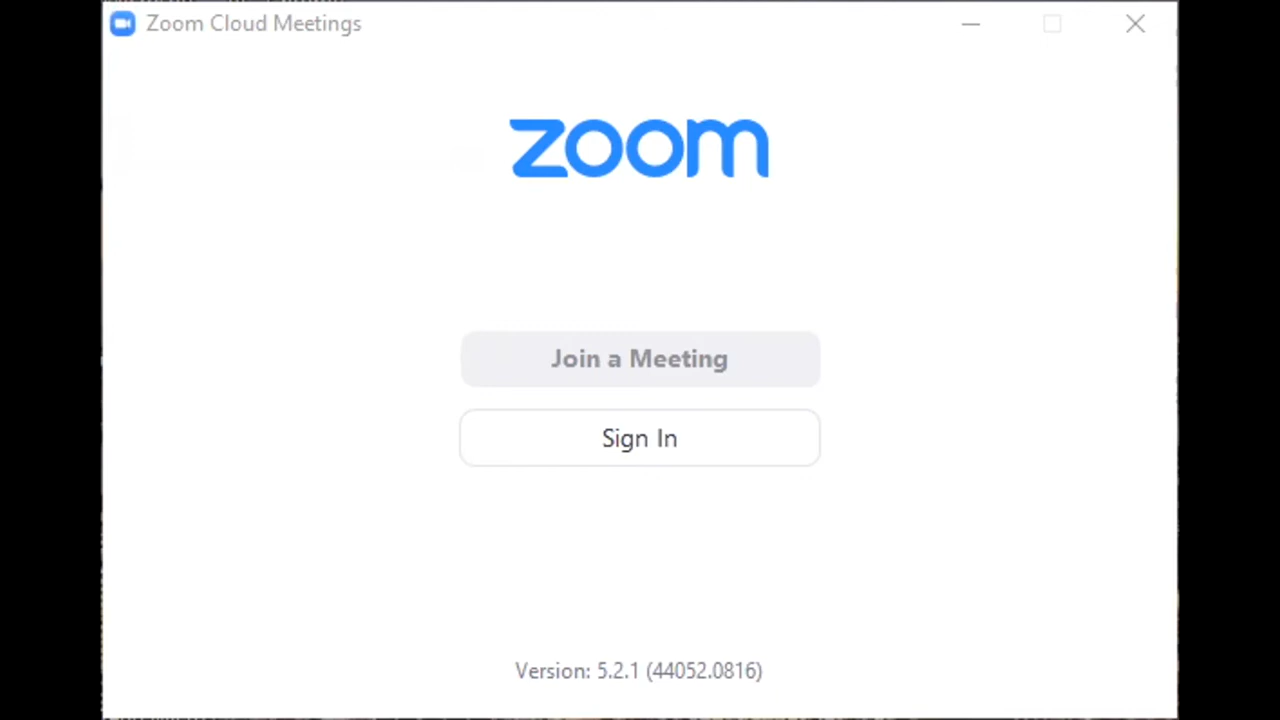 Zoom Cloud Meetings
zoom
Join a Meeting
Sign In
Version: 5.2.1 (44052.0816)